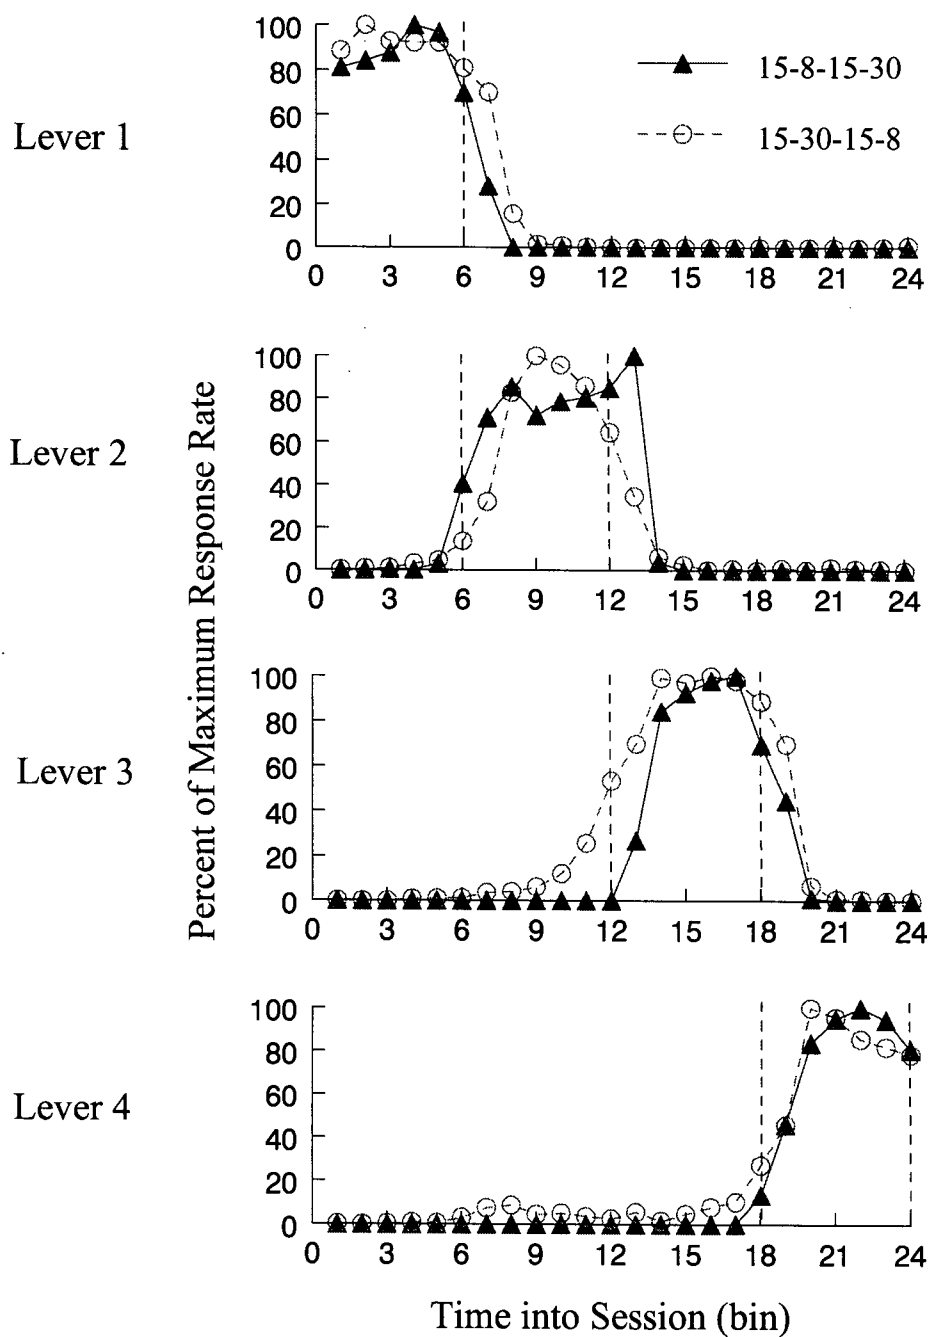 Lever 1
100
80
60
40
20
0
0 3 6 9 12 15 18 21 24
15-8-15-30
15-30-15-8
Lever 2
100
80
60
40
20
0
0 3 6 9 12 15 18 21 24
Percent of Maximum Response Rate
Lever 3
100
80
60
40
20
0
0 3 6 9 12 15 18 21 24
Lever 4
100
80
60
40
20
0
0 3 6 9 12 15 18 21 24
Time into Session (bin)